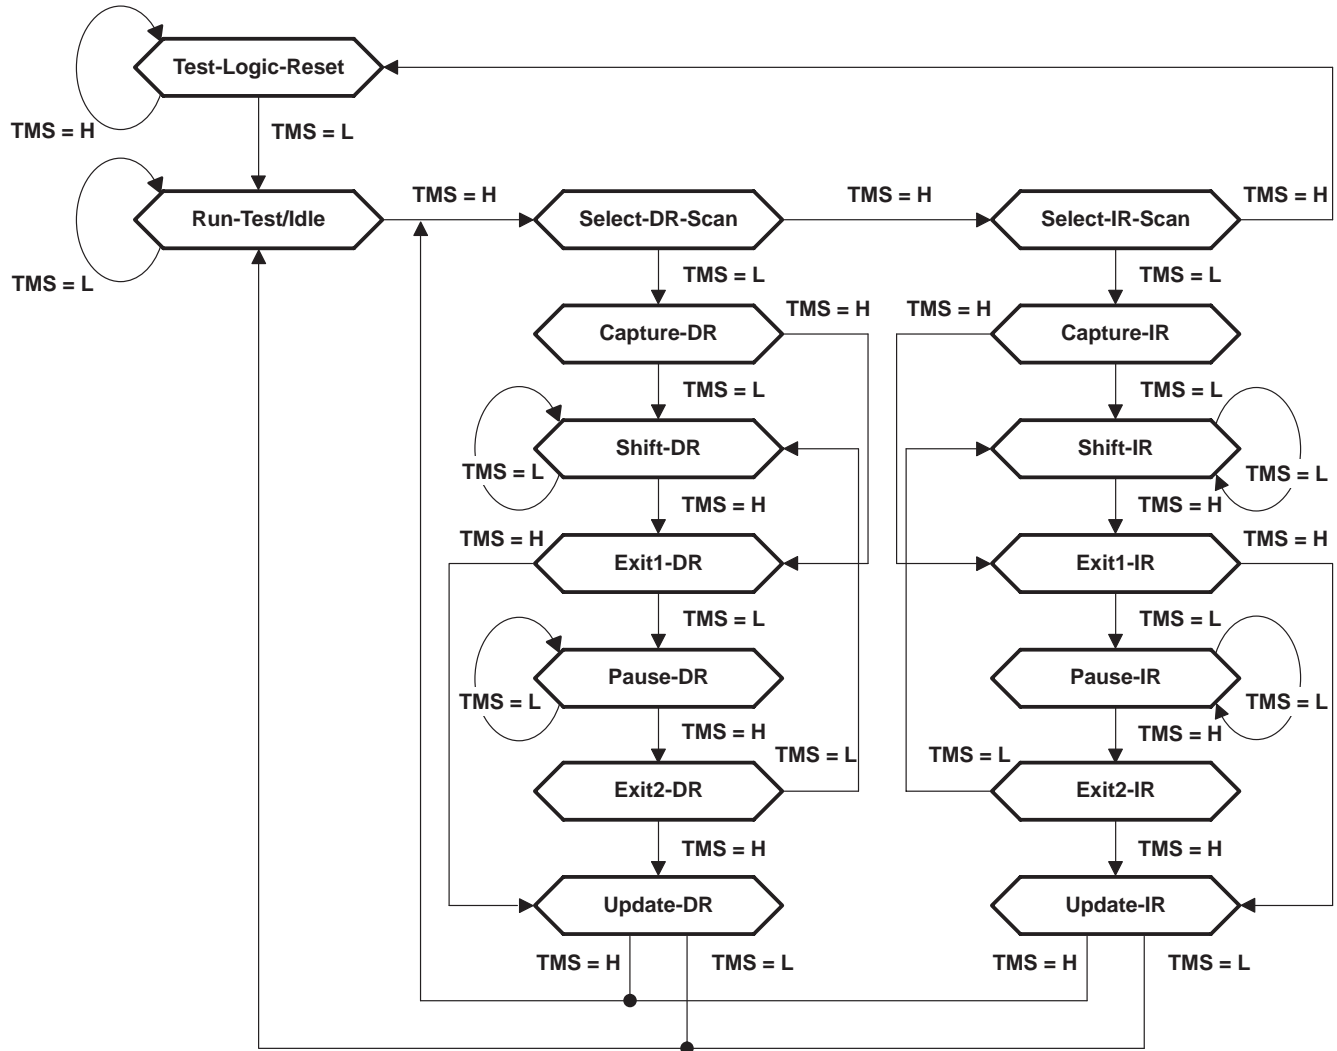 Test-Logic-Reset
TMS = H
TMS = L
TMS = H
TMS = H
TMS = H
Run-Test/Idle
Select-DR-Scan
Select-IR-Scan
TMS = L
TMS = L
TMS = L
TMS = H
TMS = H
Capture-DR
Capture-IR
TMS = L
TMS = L
Shift-DR
Shift-IR
TMS = L
TMS = L
TMS = H
TMS = H
TMS = H
TMS = H
Exit1-DR
Exit1-IR
TMS = L
TMS = L
Pause-DR
Pause-IR
TMS = L
TMS = L
TMS = H
TMS = H
TMS = L
TMS = L
Exit2-DR
Exit2-IR
TMS = H
TMS = H
Update-DR
Update-IR
TMS = H
TMS = L
TMS = H
TMS = L